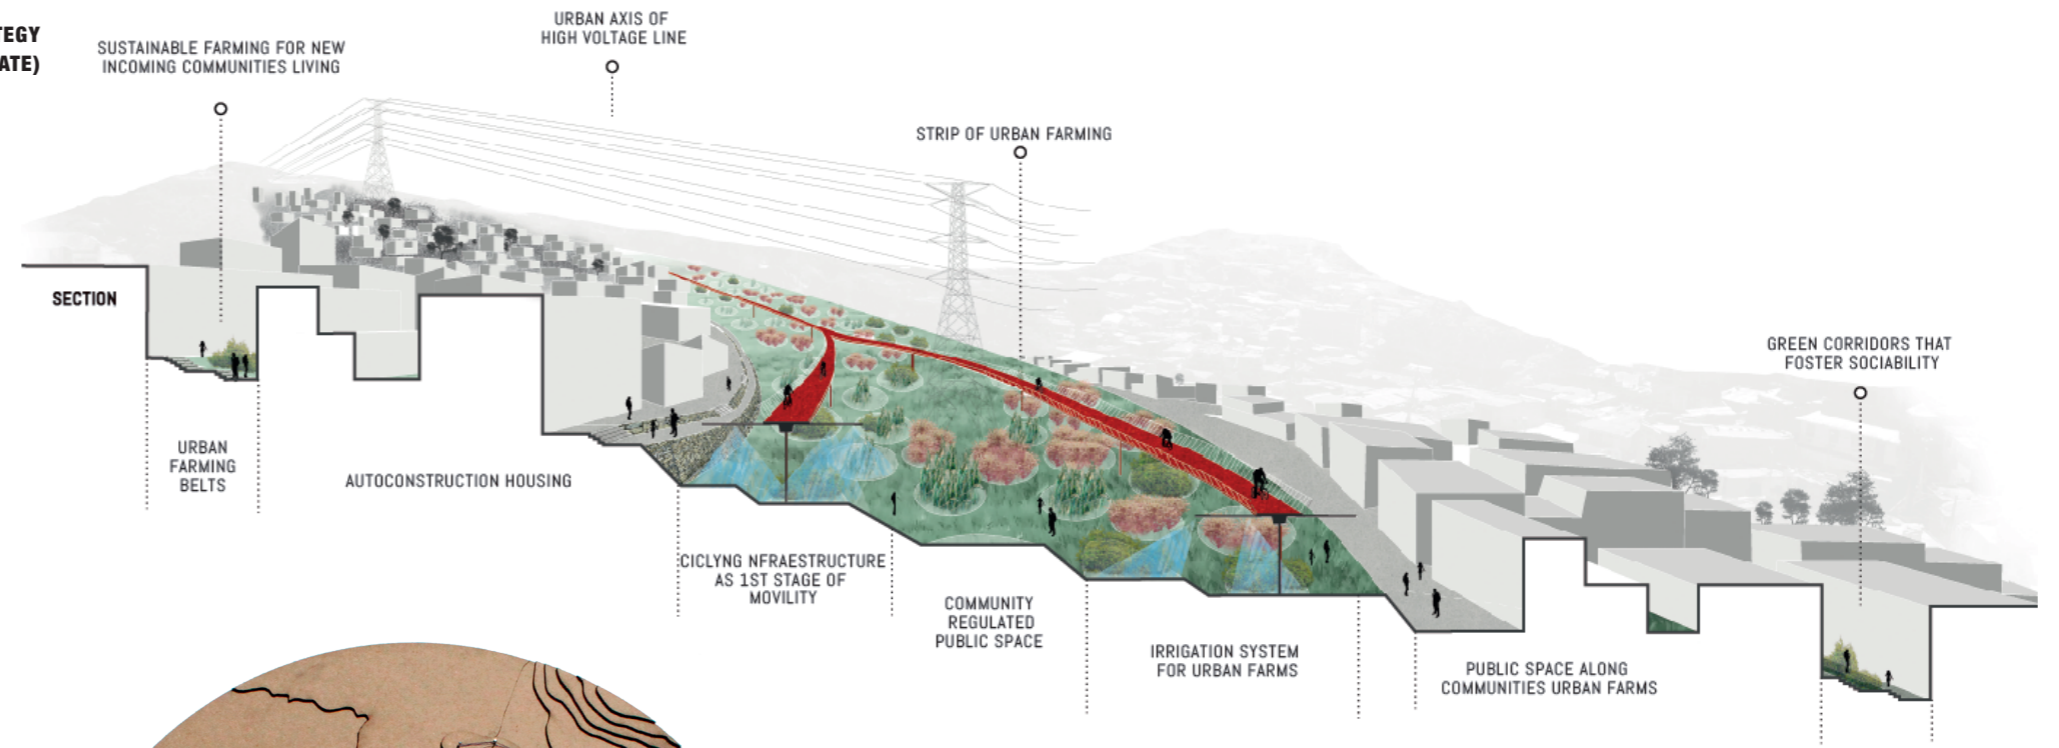 TEGY
ATE)
SUSTAINABLE FARMING FOR NEW
INCOMING COMMUNITIES LIVING
URBAN AXIS OF
HIGH VOLTAGE LINE
STRIP OF URBAN FARMING
SECTION
GREEN CORRIDORS THAT
FOSTER SOCIABILITY
URBAN
FARMING
BELTS
AUTOCONSTRUCTION HOUSING
CICLYNG NFRAESTRUCTURE
AS 1ST STAGE OF
MOVILITY
COMMUNITY
REGULATED
PUBLIC SPACE
IRRIGATION SYSTEM
FOR URBAN FARMS
PUBLIC SPACE ALONG
COMMUNITIES URBAN FARMS